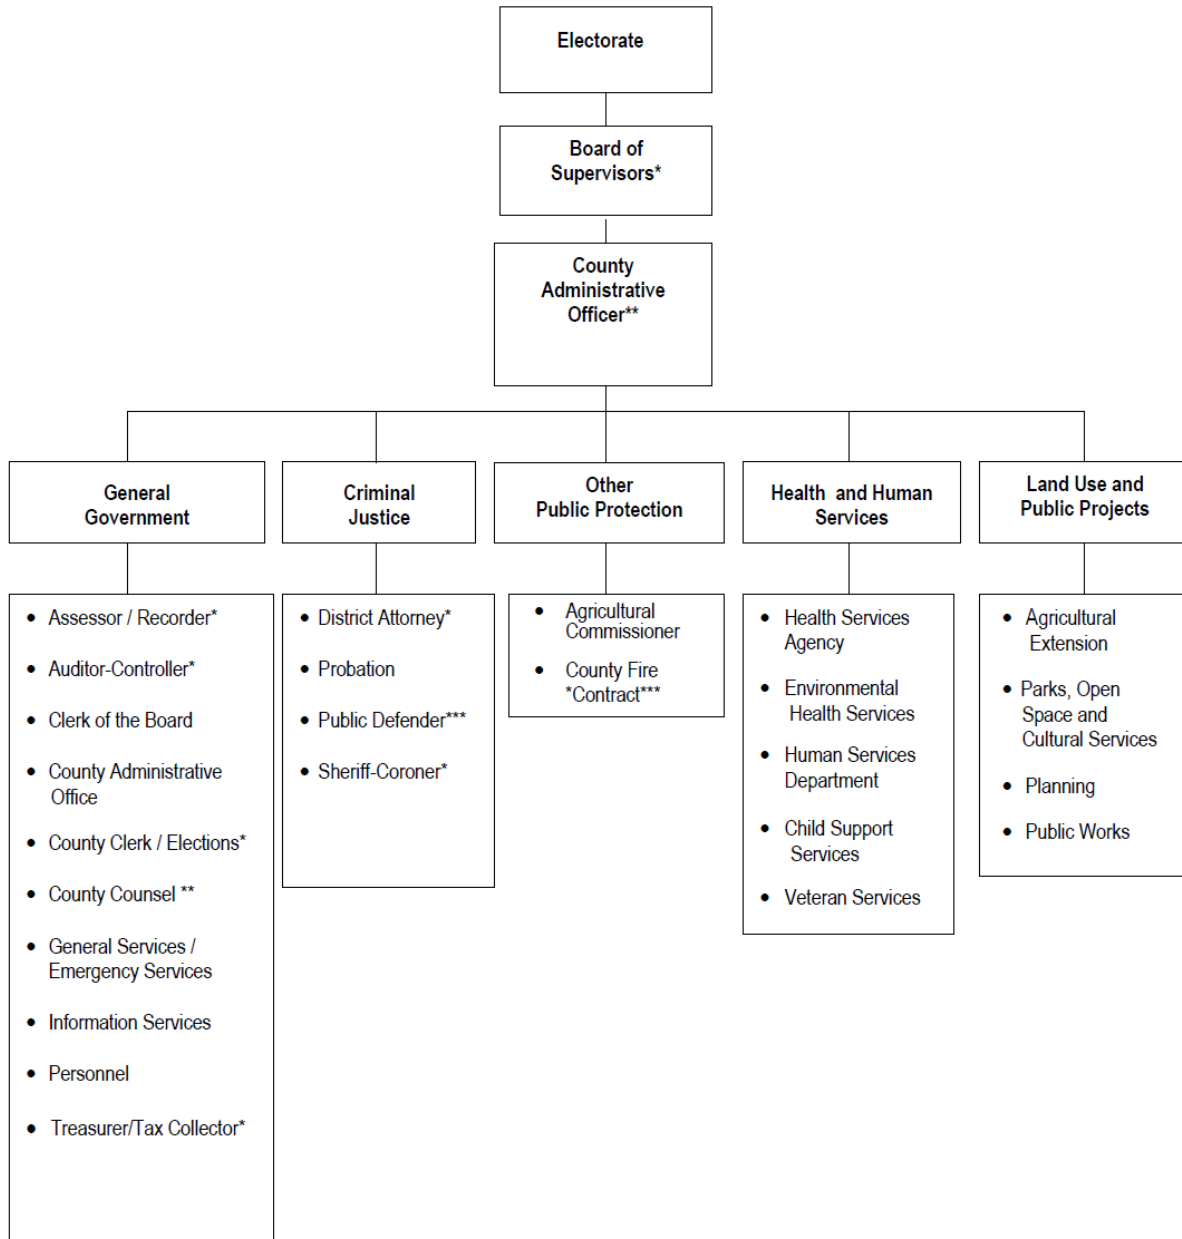 Electorate
Board of
Supervisors*
County
Administrative
Officer**
General
Government
Criminal
Justice
Other
Public Protection
Health and Human
Services
Land Use and
Public Projects
• Assessor / Recorder*
• Auditor-Controller*
• Clerk of the Board
• County Administrative
Office
• County Clerk / Elections*
• County Counsel **
• General Services /
Emergency Services
• Information Services
• Personnel
• Treasurer/Tax Collector*
• District Attorney*
• Probation
• Public Defender***
• Sheriff-Coroner*
• Agricultural
Commissioner
• County Fire
*Contract***
• Health Services
Agency
• Environmental
Health Services
• Human Services
Department
• Child Support
Services
• Veteran Services
• Agricultural
Extension
• Parks, Open
Space and
Cultural Services
• Planning
• Public Works